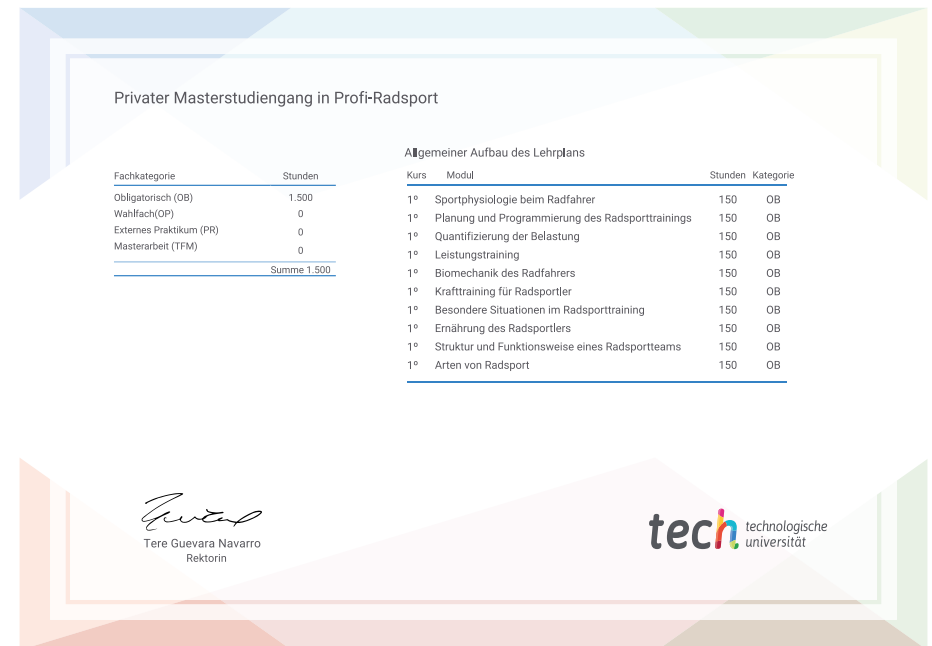 Privater Masterstudiengang in Profi-Radsport
Allgemeiner Aufbau des Lehrplans
Fachkategorie Stunden
Obligatorisch (OB) 1.500
Wahlfach(OP) 0
Externes Praktikum (PR) 0
Masterarbeit (TFM) 0
Summe 1.500
Kurs Modul Stunden Kategorie
1º Sportphysiologie beim Radfahrer 150 OB
1º Planung und Programmierung des Radsporttrainings 150 OB
1º Quantifizierung der Belastung 150 OB
1º Leistungstraining 150 OB
1º Biomechanik des Radfahrers 150 OB
1º Krafttraining für Radsportler 150 OB
1º Besondere Situationen im Radsporttraining 150 OB
1º Ernährung des Radsportlers 150 OB
1º Struktur und Funktionsweise eines Radsportteams 150 OB
1º Arten von Radsport 150 OB
Tere Guevara Navarro
Rektorin
tech technologische
universität